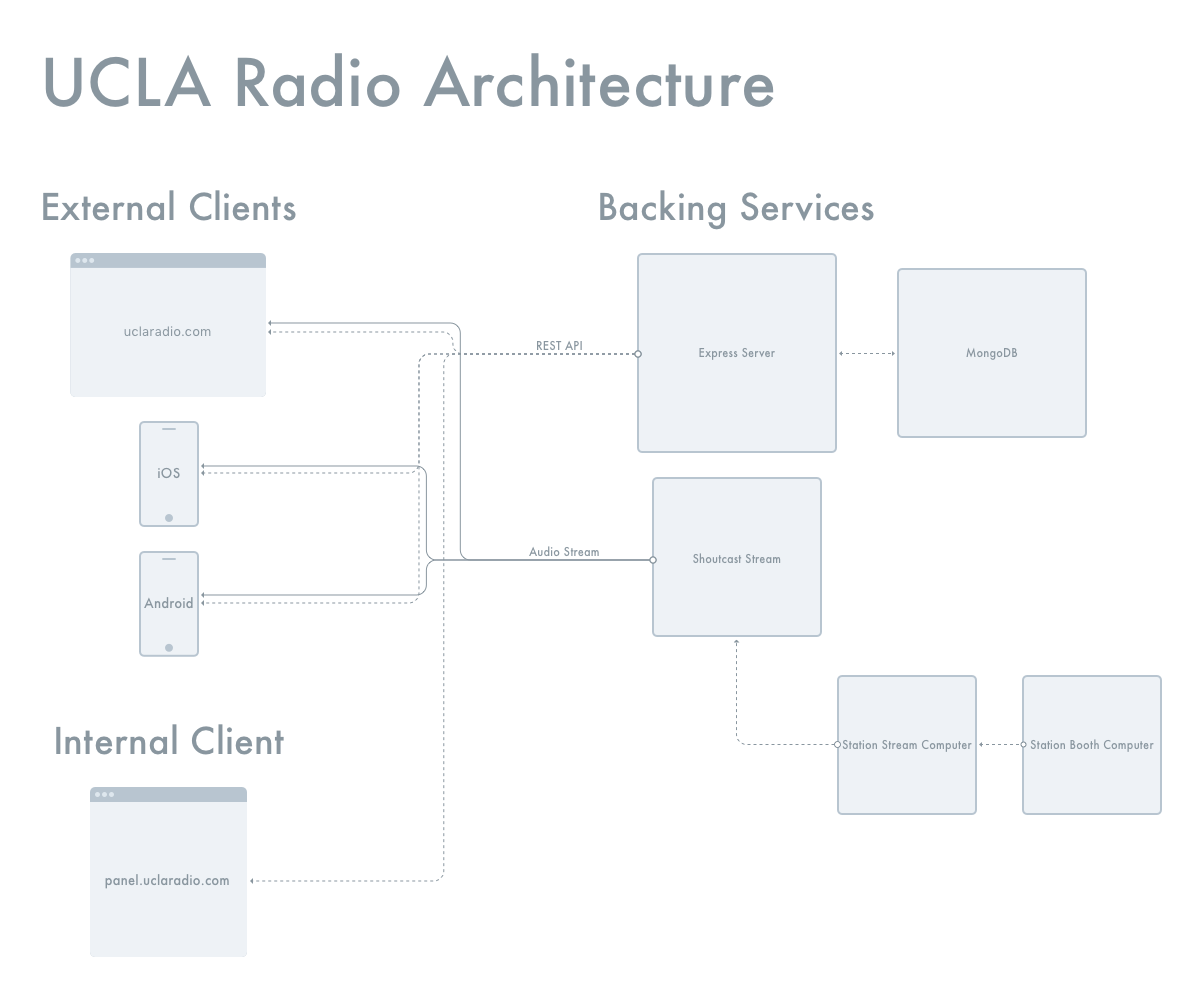 UCLA Radio Architecture
External Clients
Backing Services
uclaradio.com
REST API
Express Server
MongoDB
iOS
Audio Stream
Shoutcast Stream
Android
Internal Client
Station Stream Computer
Station Booth Computer
panel.uclaradio.com